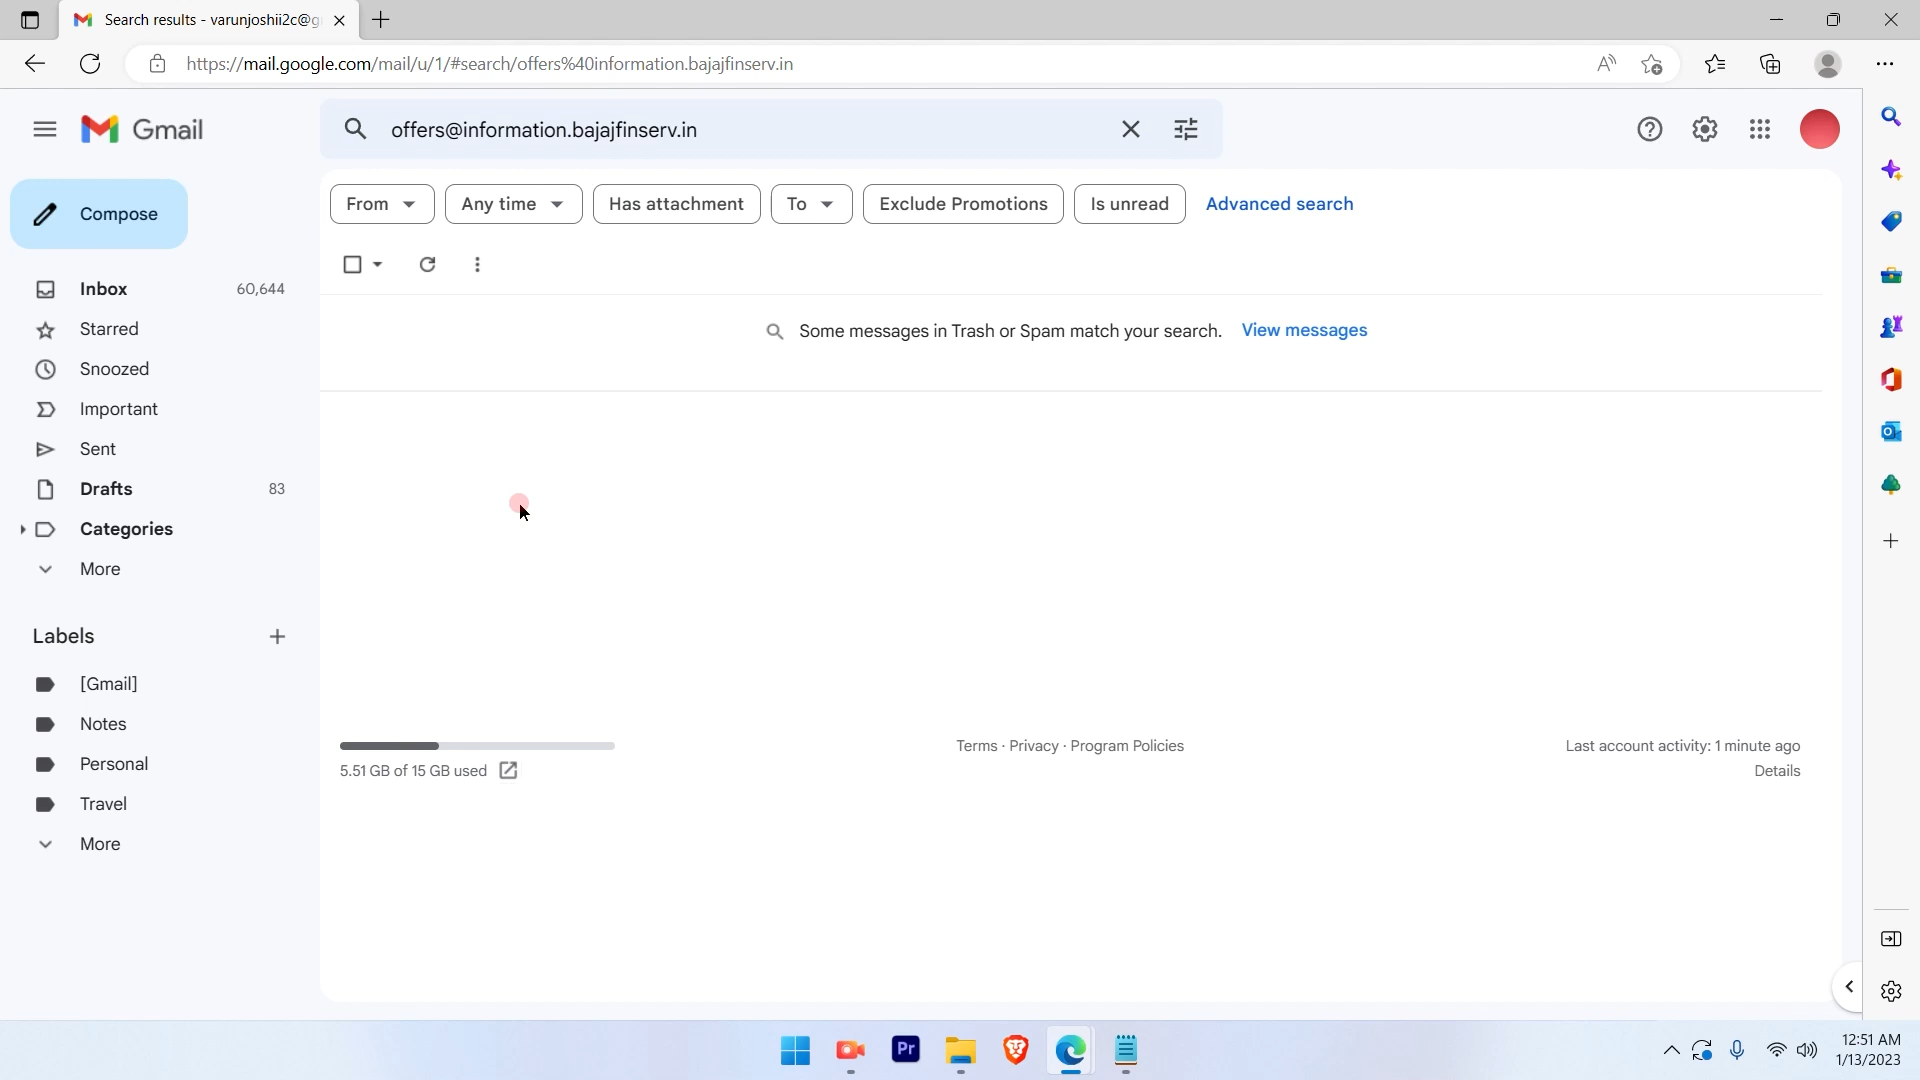 Search results - varunjoshii2c@g
https://mail.google.com/mail/u/1/#search/offers%40information.bajajfinserv.in
Gmail
offers@information.bajajfinserv.in
Compose
From
Any time
Has attachment
To
Exclude Promotions
Is unread
Advanced search
Inbox 60,644
Starred
Snoozed
Important
Sent
Drafts 83
Categories
More
Some messages in Trash or Spam match your search. View messages
Labels
[Gmail]
Notes
Personal
Travel
More
5.51 GB of 15 GB used
Terms · Privacy · Program Policies
Last account activity: 1 minute ago
Details
Pr
12:51 AM
1/13/2023